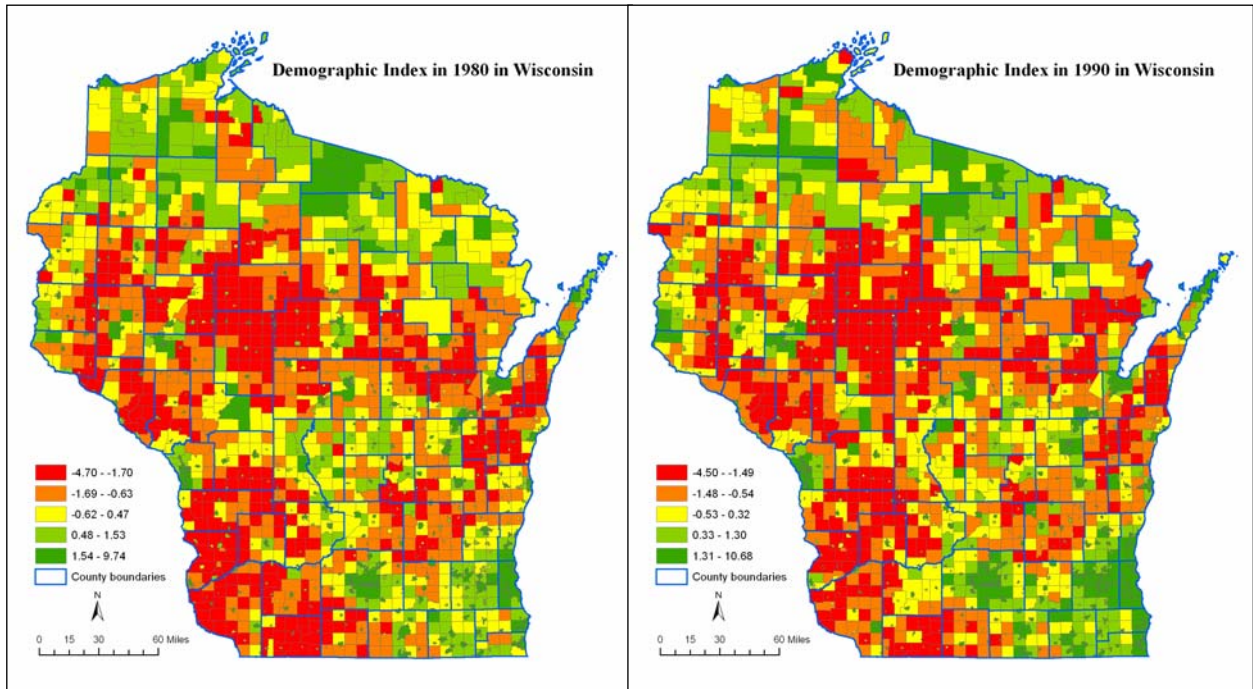 Demographic Index in 1980 in Wisconsin
-4.70 - -1.70
-1.69 - -0.63
-0.62 - 0.47
0.48 - 1.53
1.54 - 9.74
County boundaries
N
0 15 30 60 Miles
Demographic Index in 1990 in Wisconsin
-4.50 - -1.49
-1.48 - -0.54
-0.53 - 0.32
0.33 - 1.30
1.31 - 10.68
County boundaries
N
0 15 30 60 Miles